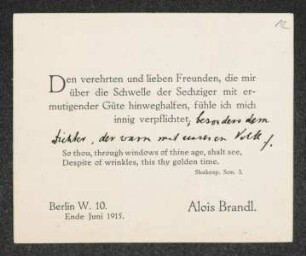 12
Den verehrten und lieben Freunden, die mir
über die Schwelle der Sechziger mit er-
mutigender Güte hinweghalfen, fühle ich mich
innig verpflichtet, besonders dem
Dichter, der warm mit unserem Volk
So thou, through windows of thine age, shalt see,
Despite of wrinkles, this thy golden time.
Shakesp. Son. 3.
Berlin W. 10.
Ende Juni 1915.
Alois Brandl.